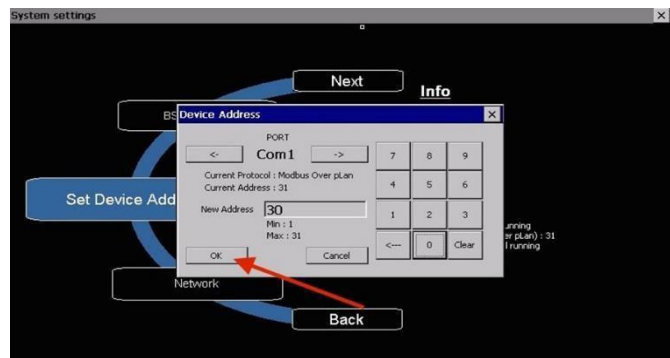 System settings
Next
Info
BS
Device Address
PORT
<- Com1 ->
Current Protocol : Modbus Over pLan
Current Address : 31
New Address 30
Min : 1
Max : 31
OK Cancel
7 8 9
4 5 6
1 2 3
<--- 0 Clear
Set Device Add
unning
er pLan) : 31
l running
Network
Back